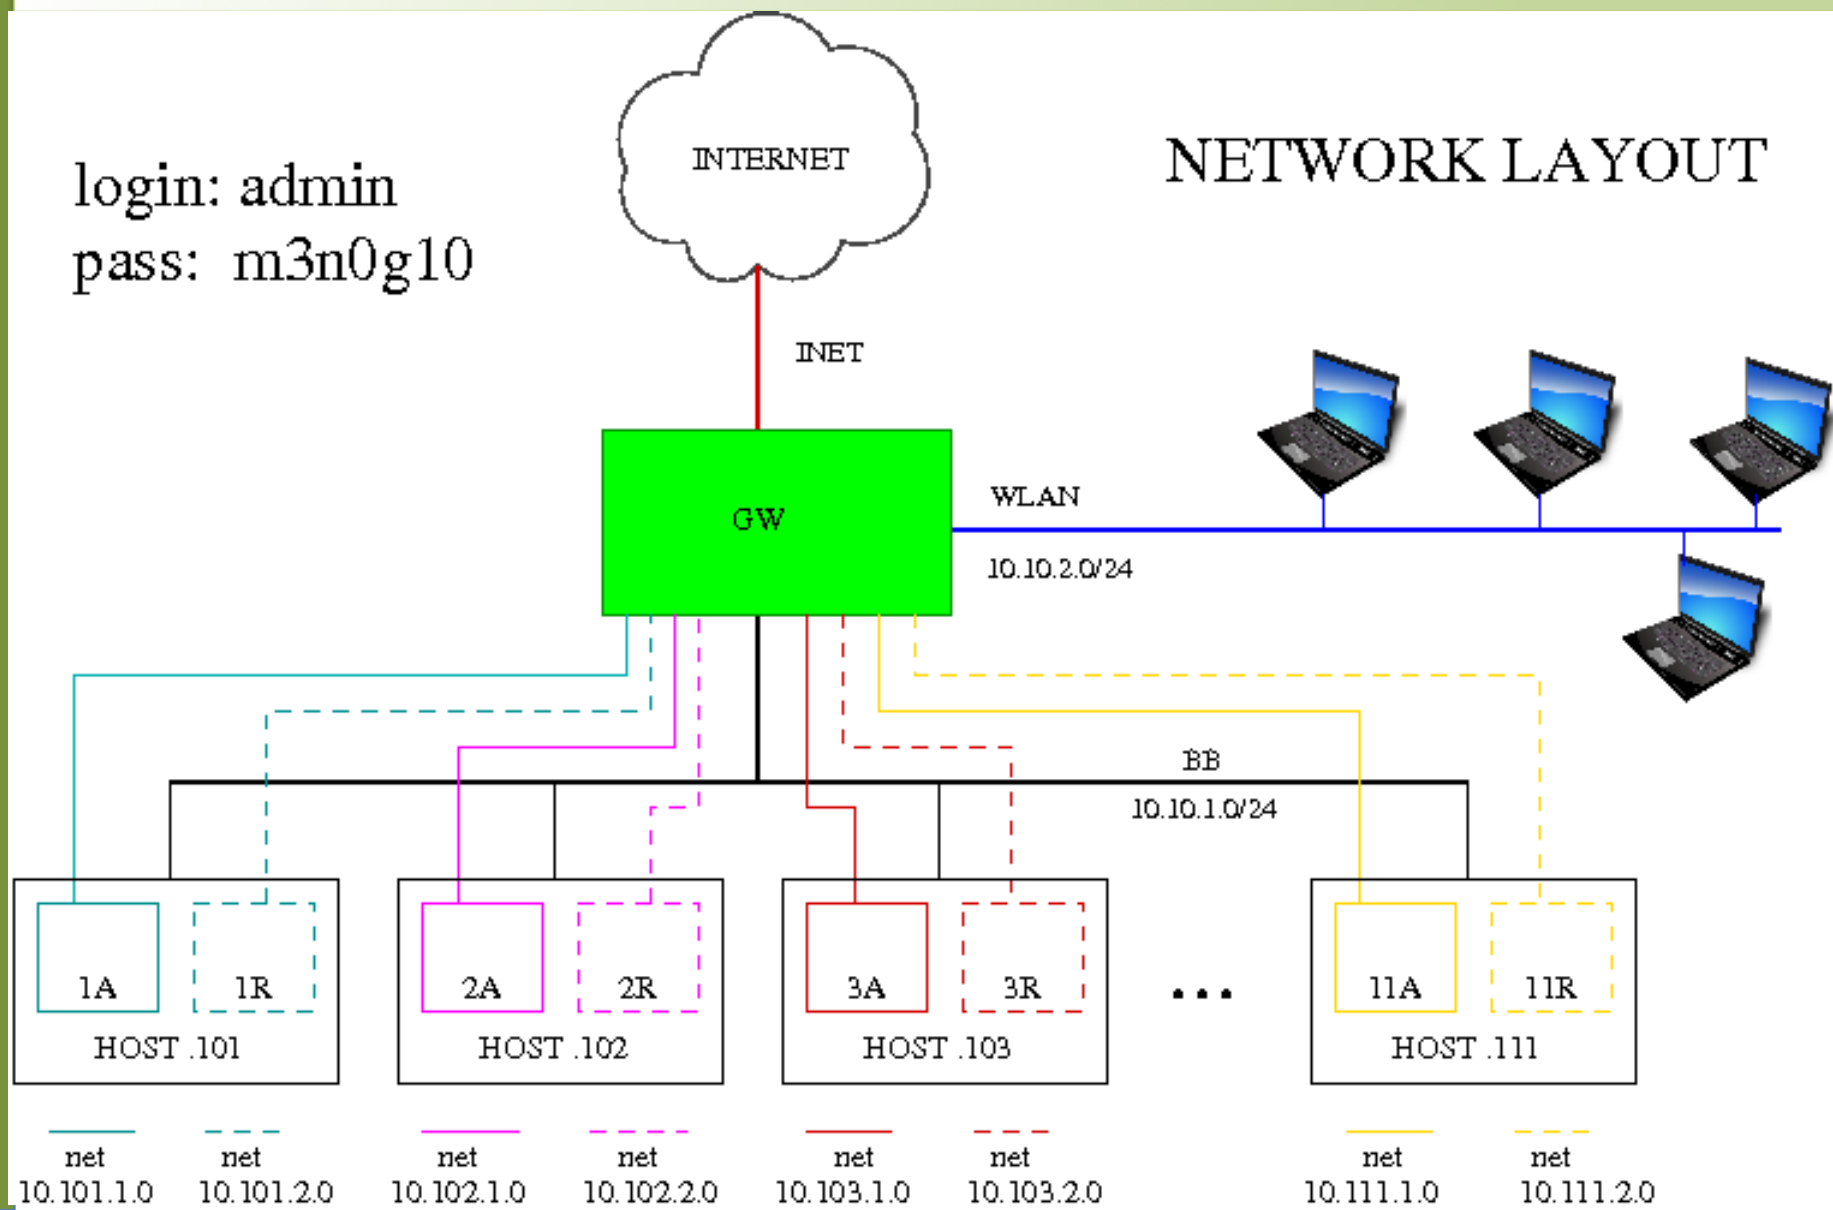 login: admin
pass: m3n0g10
NETWORK LAYOUT
INTERNET
INET
GW
WLAN
10.10.2.0/24
BB
10.10.1.0/24
1A
1R
HOST .101
2A
2R
HOST .102
3A
3R
HOST .103
...
11A
11R
HOST .111
net
10.101.1.0
net
10.101.2.0
net
10.102.1.0
net
10.102.2.0
net
10.103.1.0
net
10.103.2.0
net
10.111.1.0
net
10.111.2.0